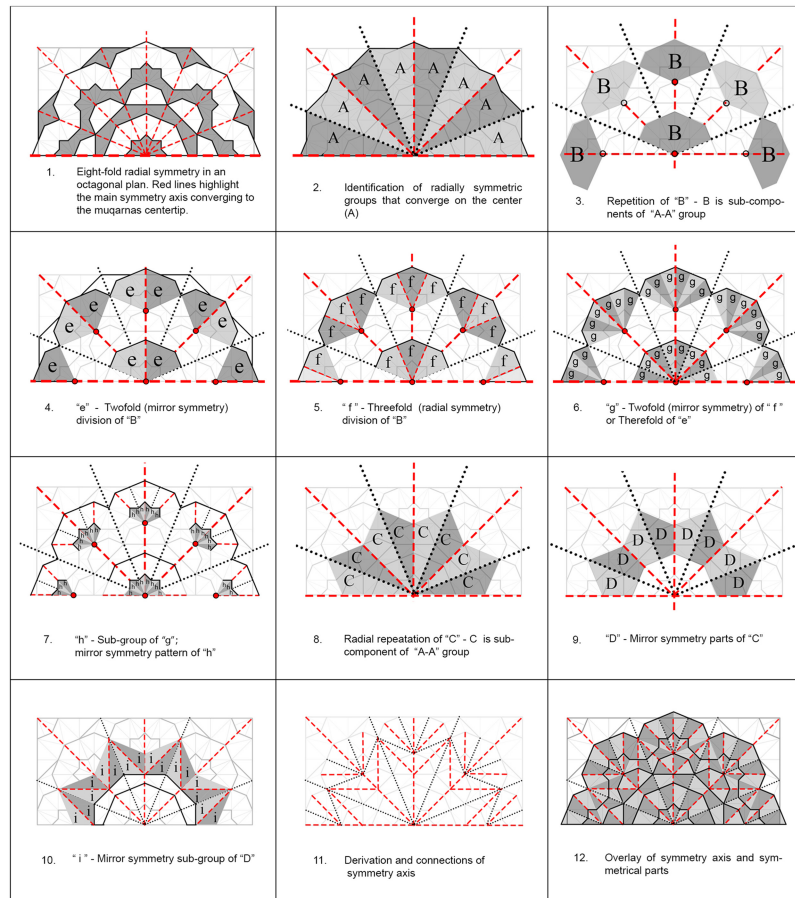 A A A A A A A A
B B B B B B
1. Eight-fold radial symmetry in an
octagonal plan. Red lines highlight
the main symmetry axis converging to
the muqarnas centertip.
2. Identification of radially symmetric
groups that converge on the center
(A)
3. Repetition of “B” - B is sub-compo-
nents of “A-A” group
e e e e e e e e e e
f f f f f f f f f f f f
g g g g g g g g g g g g g g g g g g g g g g g g
4. “e” - Twofold (mirror symmetry)
division of “B”
5. “ f ” - Threefold (radial symmetry)
division of “B”
6. “g” - Twofold (mirror symmetry) of “ f ”
or Therefold of “e”
7. “h” - Sub-group of “g”;
mirror symmetry pattern of “h”
C C C C C C C
D D D D D D
8. Radial repeatation of “C” - C is sub-
component of “A-A” group
9. “D” - Mirror symmetry parts of “C”
i i i i i i i i i i i i
10. “ i ” - Mirror symmetry sub-group of “D”
11. Derivation and connections of
symmetry axis
12. Overlay of symmetry axis and sym-
metrical parts